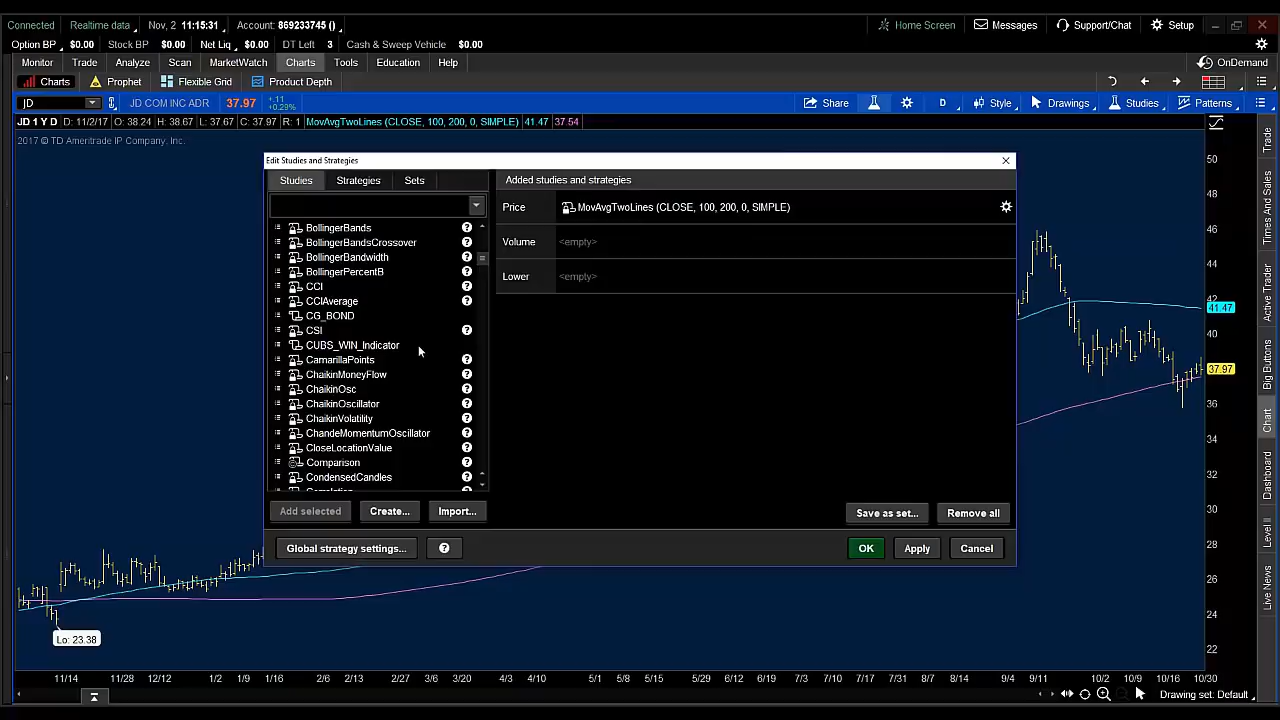 Connected Realtime data Nov, 2 11:15:31 Account: 869233745 () Home Screen Messages Support/Chat Setup
Option BP $0.00 Stock BP $0.00 Net Liq $0.00 DT Left 3 Cash & Sweep Vehicle $0.00
Monitor Trade Analyze Scan MarketWatch Charts Tools Education Help OnDemand
Charts Prophet Flexible Grid Product Depth
JD JD COM INC ADR 37.97 +.11 +0.29% Share D Style Drawings Studies Patterns
JD 1 Y D D: 11/2/17 O: 38.24 H: 38.67 L: 37.67 C: 37.97 R: 1 MovAvgTwoLines (CLOSE, 100, 200, 0, SIMPLE) 41.47 37.54
2017 © TD Ameritrade IP Company, Inc.
Edit Studies and Strategies
Studies Strategies Sets
BollingerBands
BollingerBandsCrossover
BollingerBandwidth
BollingerPercentB
CCI
CCIAverage
CG_BOND
CSI
CUBS_WIN_Indicator
CamarillaPoints
ChaikinMoneyFlow
ChaikinOsc
ChaikinOscillator
ChaikinVolatility
ChandeMomentumOscillator
CloseLocationValue
Comparison
CondensedCandles
Add selected Create... Import...
Added studies and strategies
Price MovAvgTwoLines (CLOSE, 100, 200, 0, SIMPLE)
Volume <empty>
Lower <empty>
Save as set... Remove all
Global strategy settings... OK Apply Cancel
50
48
46
44
42
41.47
40
37.97
36
34
32
30
28
26
24
22
Lo: 23.38
11/14 11/28 12/12 1/2 1/9 1/16 2/6 2/13 2/27 3/6 3/20 4/3 4/10 5/1 5/8 5/15 5/29 6/12 6/19 7/3 7/17 7/31 8/14 9/11 10/2 10/9 10/16 10/30
Drawing set: Default
Trade
Times And Sales
Active Trader
Big Buttons
Chart
Dashboard
Level II
Live News